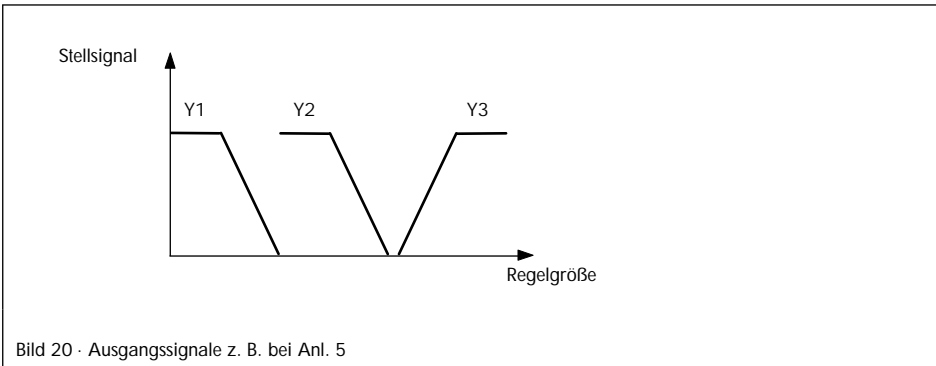 Stellsignal
Y1 Y2 Y3
Regelgröße
Bild 20 · Ausgangssignale z. B. bei Anl. 5